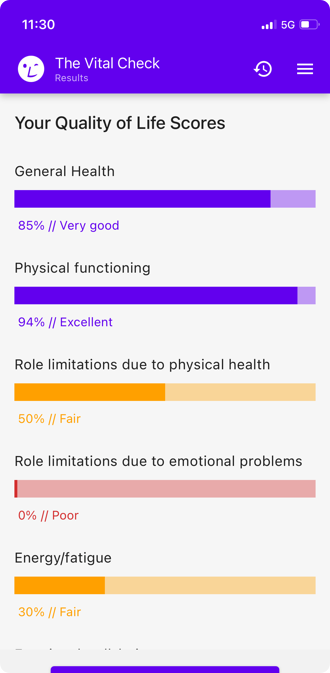 11:30
5G
The Vital Check
Results
Your Quality of Life Scores
General Health
85% // Very good
Physical functioning
94% // Excellent
Role limitations due to physical health
50% // Fair
Role limitations due to emotional problems
0% // Poor
Energy/fatigue
30% // Fair